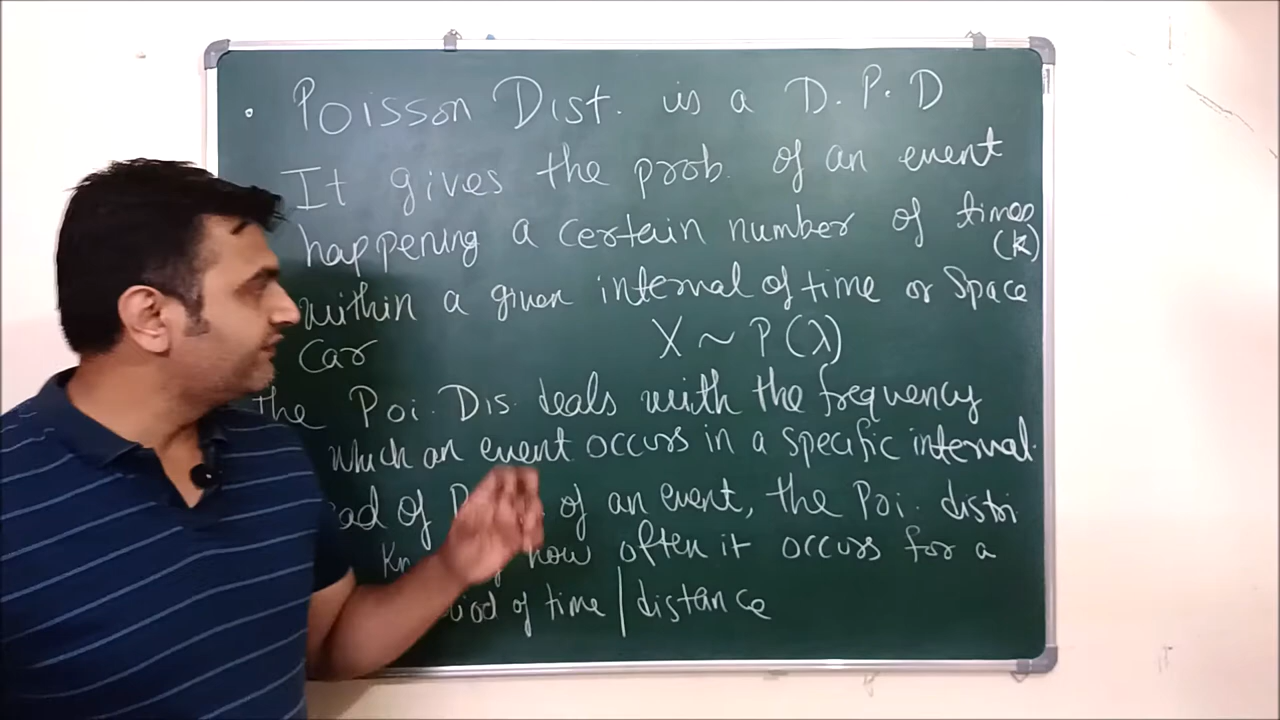 • Poisson Dist. is a D.P.D
It gives the prob. of an event
happening a certain number of times
(k)
within a given interval of time or Space
Car
X ~ P(λ)
the Poi. Dis. deals with the frequency
which an event occurs in a specific interval.
of of an event, the Poi. distri
how often it occurs for a
of time / distance